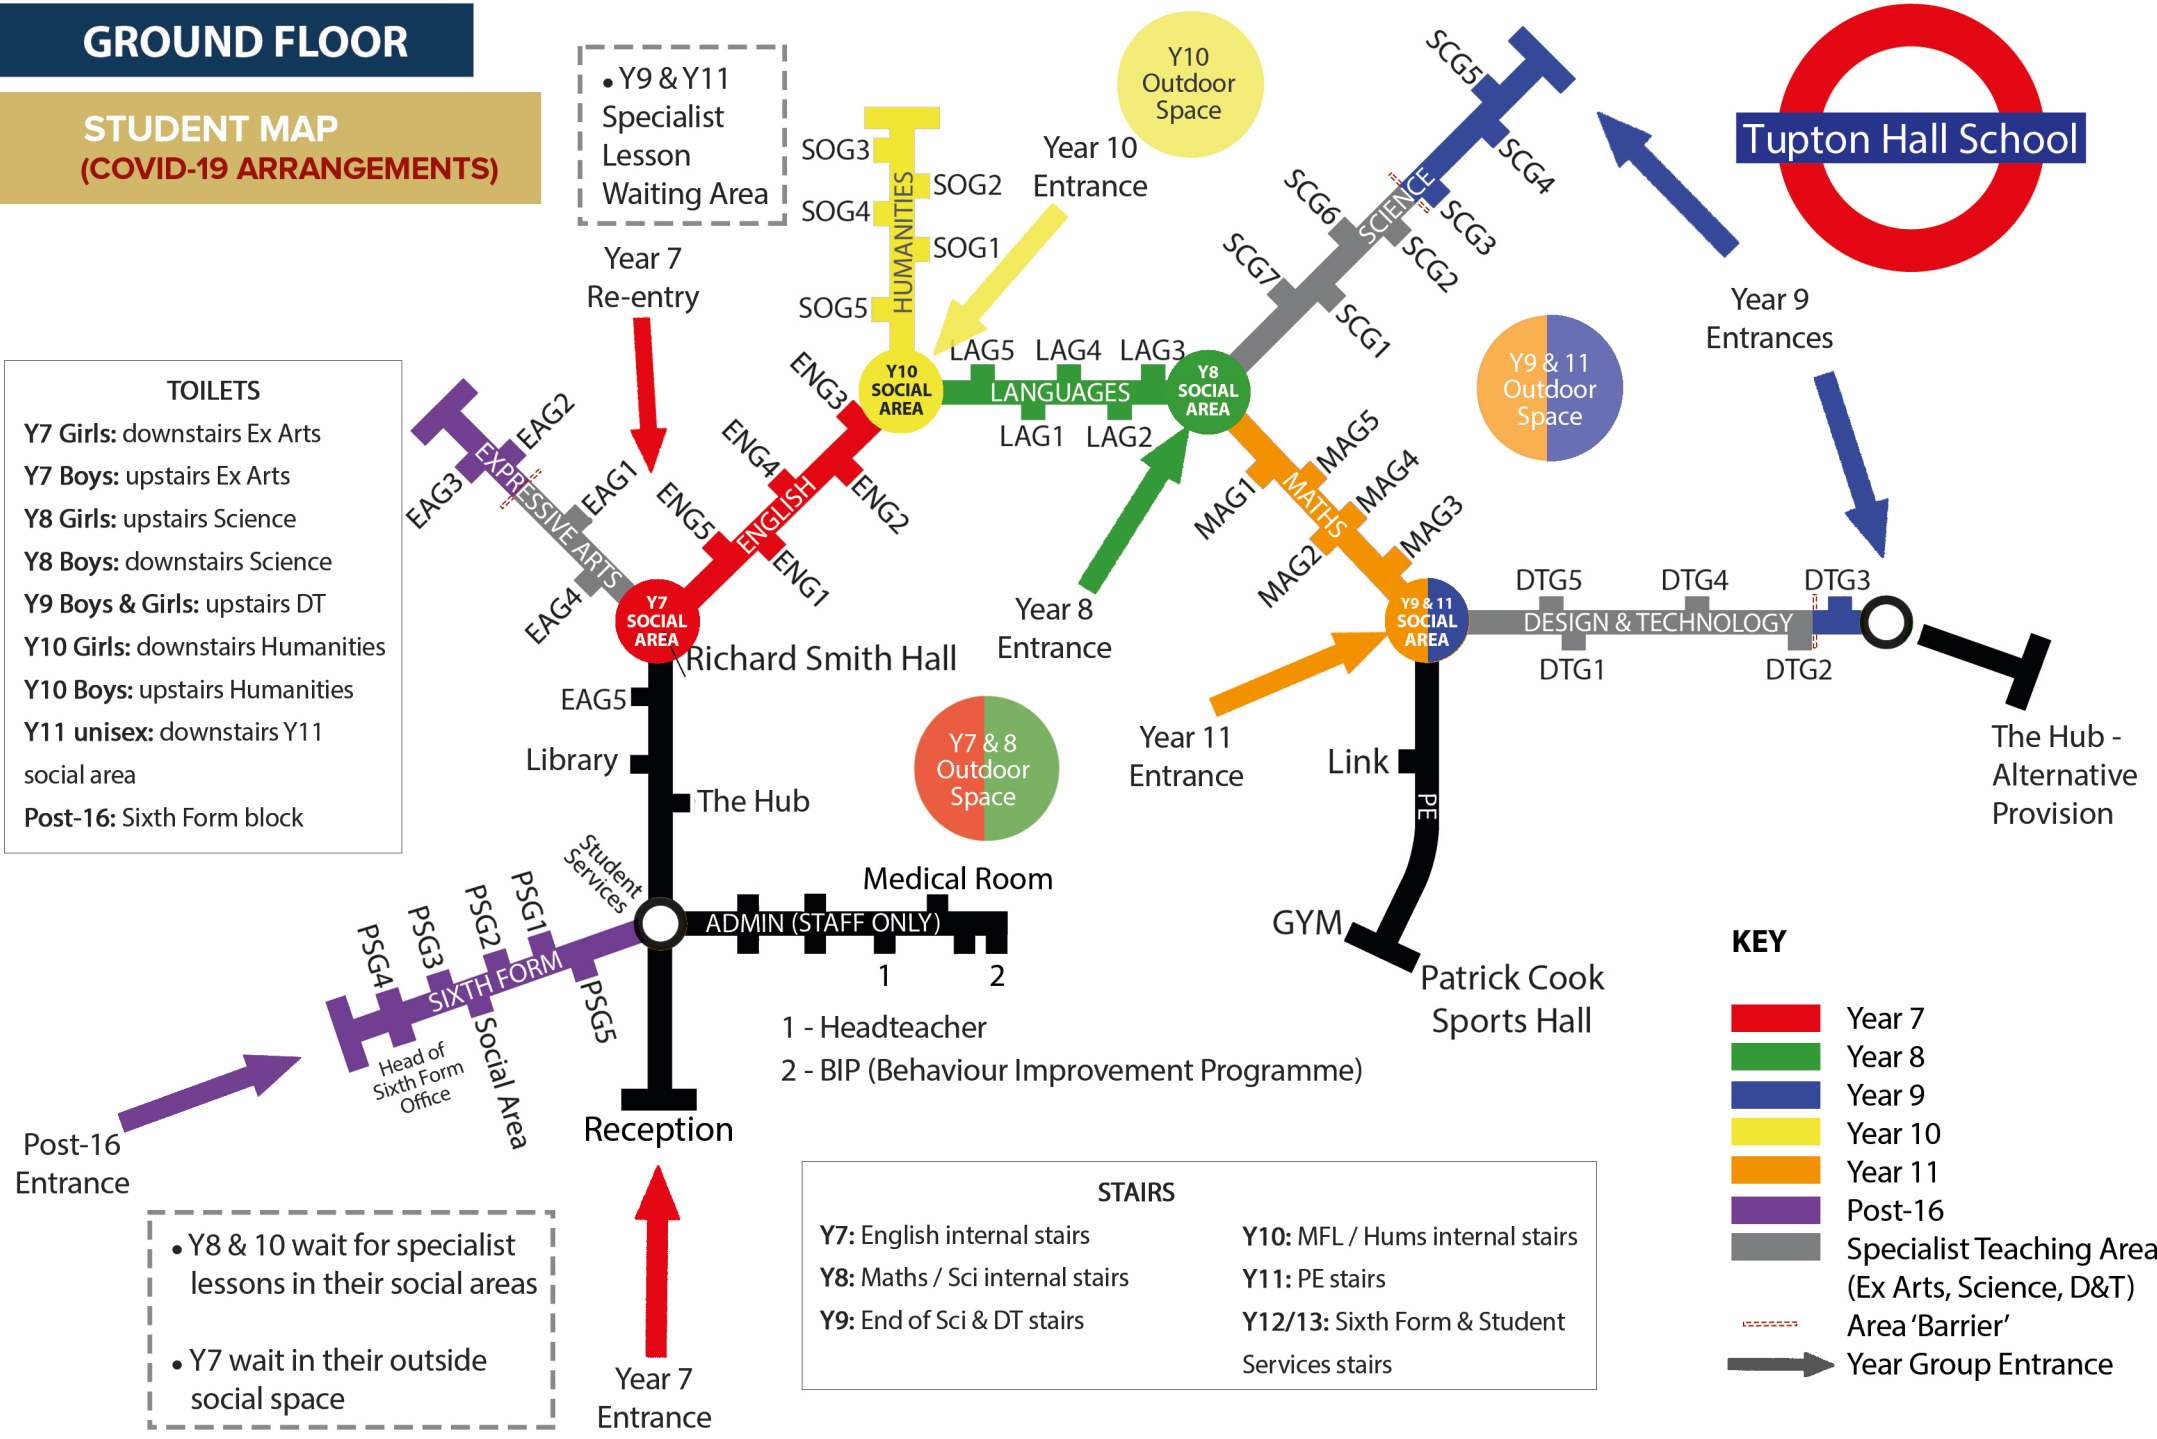 GROUND FLOOR
STUDENT MAP
(COVID-19 ARRANGEMENTS)
• Y9 & Y11
Specialist
Lesson
Waiting Area
Year 7
Re-entry
Y10
Outdoor
Space
Year 10
Entrance
Tupton Hall School
Year 9
Entrances
SOG3
SOG2
SOG4
SOG1
SOG5
HUMANITIES
SCG5
SCG4
SCG6
SCIENCE
SCG3
SCG2
SCG7
SCG1
Y9 & 11
Outdoor
Space
TOILETS
Y7 Girls: downstairs Ex Arts
Y7 Boys: upstairs Ex Arts
Y8 Girls: upstairs Science
Y8 Boys: downstairs Science
Y9 Boys & Girls: upstairs DT
Y10 Girls: downstairs Humanities
Y10 Boys: upstairs Humanities
Y11 unisex: downstairs Y11
social area
Post-16: Sixth Form block
EAG2
EAG3
EXPRESSIVE ARTS
EAG1
EAG4
ENG3
ENG4
ENG2
ENG5
ENGLISH
ENG1
Y10
SOCIAL
AREA
LAG5
LAG4
LAG3
LANGUAGES
LAG1
LAG2
Y8
SOCIAL
AREA
MAG5
MAG1
MATHS
MAG4
MAG2
MAG3
Y7
SOCIAL
AREA
Richard Smith Hall
Year 8
Entrance
Y9 & 11
SOCIAL
AREA
DTG5
DTG4
DTG3
DESIGN & TECHNOLOGY
DTG1
DTG2
The Hub -
Alternative
Provision
EAG5
Library
The Hub
Y7 & 8
Outdoor
Space
Year 11
Entrance
Link
PE
GYM
Patrick Cook
Sports Hall
Student
Services
Medical Room
ADMIN (STAFF ONLY)
1
2
1 - Headteacher
2 - BIP (Behaviour Improvement Programme)
PSG1
PSG2
PSG3
PSG4
SIXTH FORM
PSG5
Social Area
Head of
Sixth Form
Office
Post-16
Entrance
Reception
Year 7
Entrance
• Y8 & 10 wait for specialist
lessons in their social areas
• Y7 wait in their outside
social space
STAIRS
Y7: English internal stairs
Y8: Maths / Sci internal stairs
Y9: End of Sci & DT stairs
Y10: MFL / Hums internal stairs
Y11: PE stairs
Y12/13: Sixth Form & Student
Services stairs
KEY
Year 7
Year 8
Year 9
Year 10
Year 11
Post-16
Specialist Teaching Area
(Ex Arts, Science, D&T)
Area ‘Barrier’
Year Group Entrance